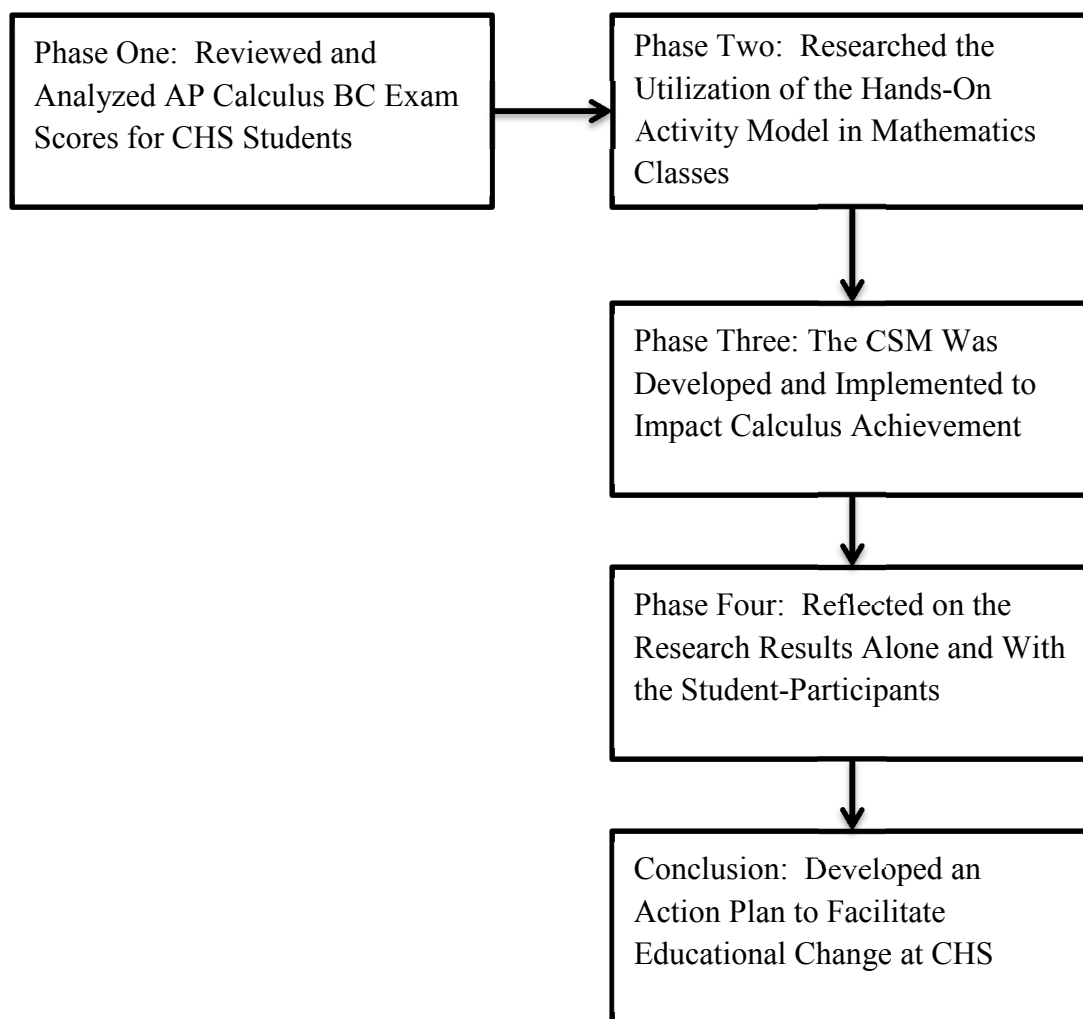 Phase One:  Reviewed and
Analyzed AP Calculus BC Exam
Scores for CHS Students
Phase Two:  Researched the
Utilization of the Hands-On
Activity Model in Mathematics
Classes
Phase Three: The CSM Was
Developed and Implemented to
Impact Calculus Achievement
Phase Four:  Reflected on the
Research Results Alone and With
the Student-Participants
Conclusion:  Developed an
Action Plan to Facilitate
Educational Change at CHS